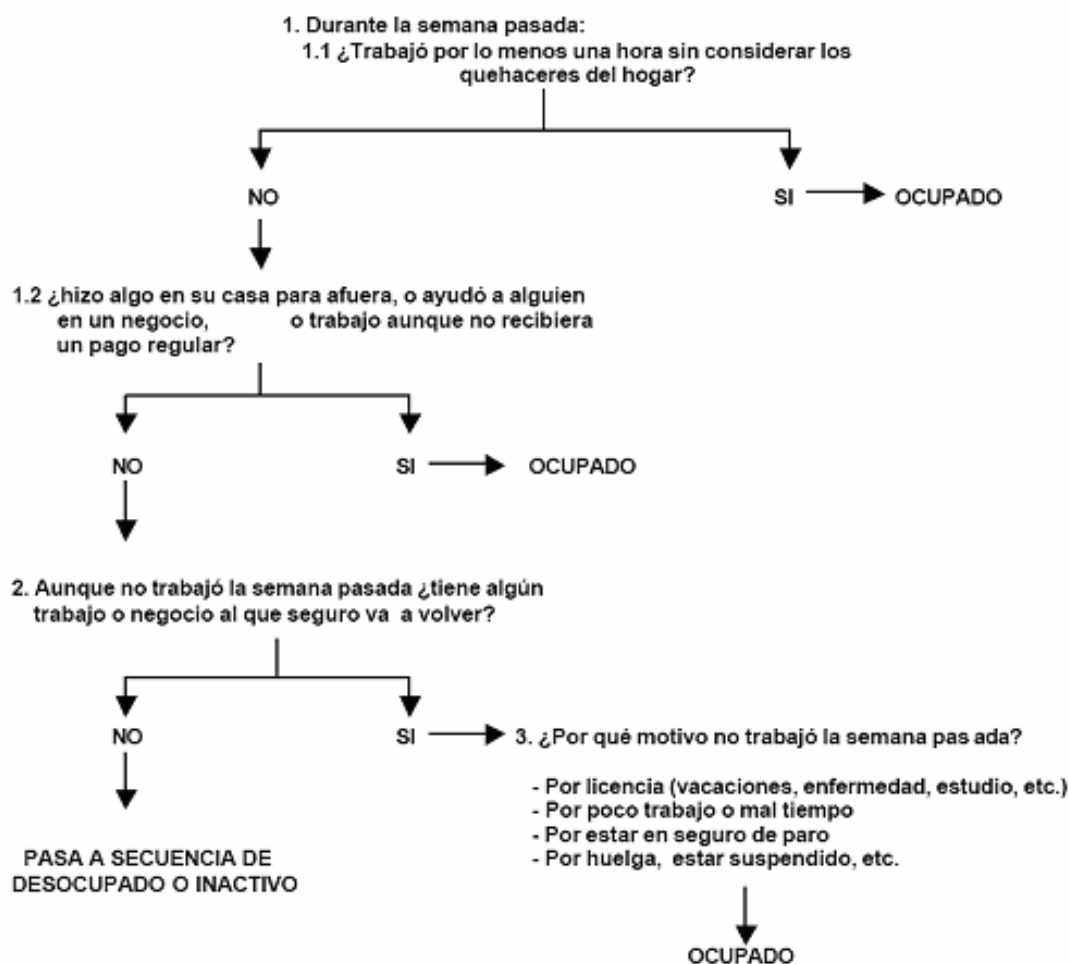 1. Durante la semana pasada:
1.1 ¿Trabajó por lo menos una hora sin considerar los
quehaceres del hogar?
NO
SI
OCUPADO
1.2 ¿hizo algo en su casa para afuera, o ayudó a alguien
en un negocio, o trabajo aunque no recibiera
un pago regular?
NO
SI
OCUPADO
2. Aunque no trabajó la semana pasada ¿tiene algún
trabajo o negocio al que seguro va a volver?
NO
SI
3. ¿Por qué motivo no trabajó la semana pas ada?
- Por licencia (vacaciones, enfermedad, estudio, etc.)
- Por poco trabajo o mal tiempo
- Por estar en seguro de paro
- Por huelga, estar suspendido, etc.
PASA A SECUENCIA DE
DESOCUPADO O INACTIVO
OCUPADO